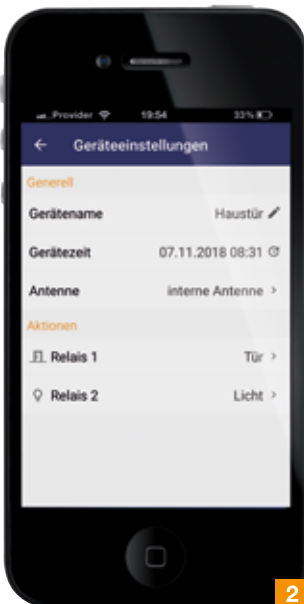 Provider 19:54 33%
Geräteeinstellungen
Generell
Gerätename Haustür
Gerätezeit 07.11.2018 08:31
Antenne interne Antenne
Aktionen
Relais 1 Tür
Relais 2 Licht
2